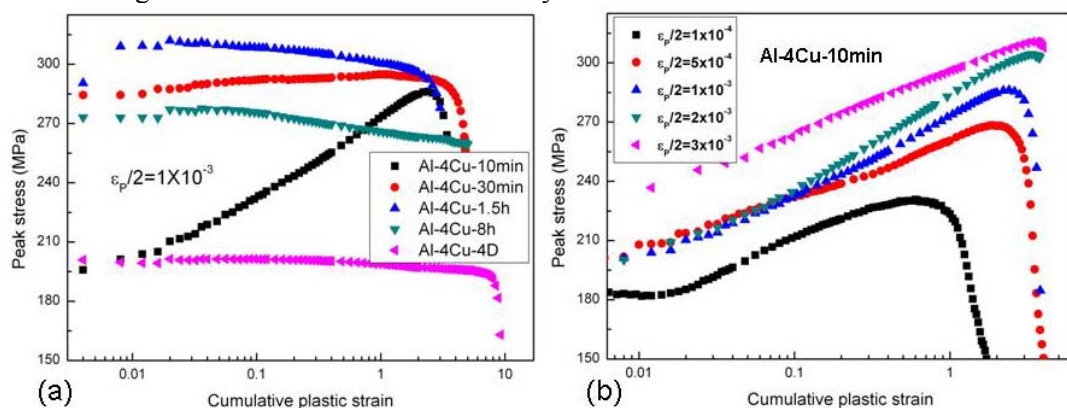 (a)
Peak stress (MPa)
300
270
240
210
180
150
εp/2=1X10-3
Al-4Cu-10min
Al-4Cu-30min
Al-4Cu-1.5h
Al-4Cu-8h
Al-4Cu-4D
0.01 0.1 1 10
Cumulative plastic strain
(b)
Peak stress (MPa)
300
270
240
210
180
150
εp/2=1x10-4
εp/2=5x10-4
εp/2=1x10-3
εp/2=2x10-3
εp/2=3x10-3
Al-4Cu-10min
0.01 0.1 1
Cumulative plastic strain